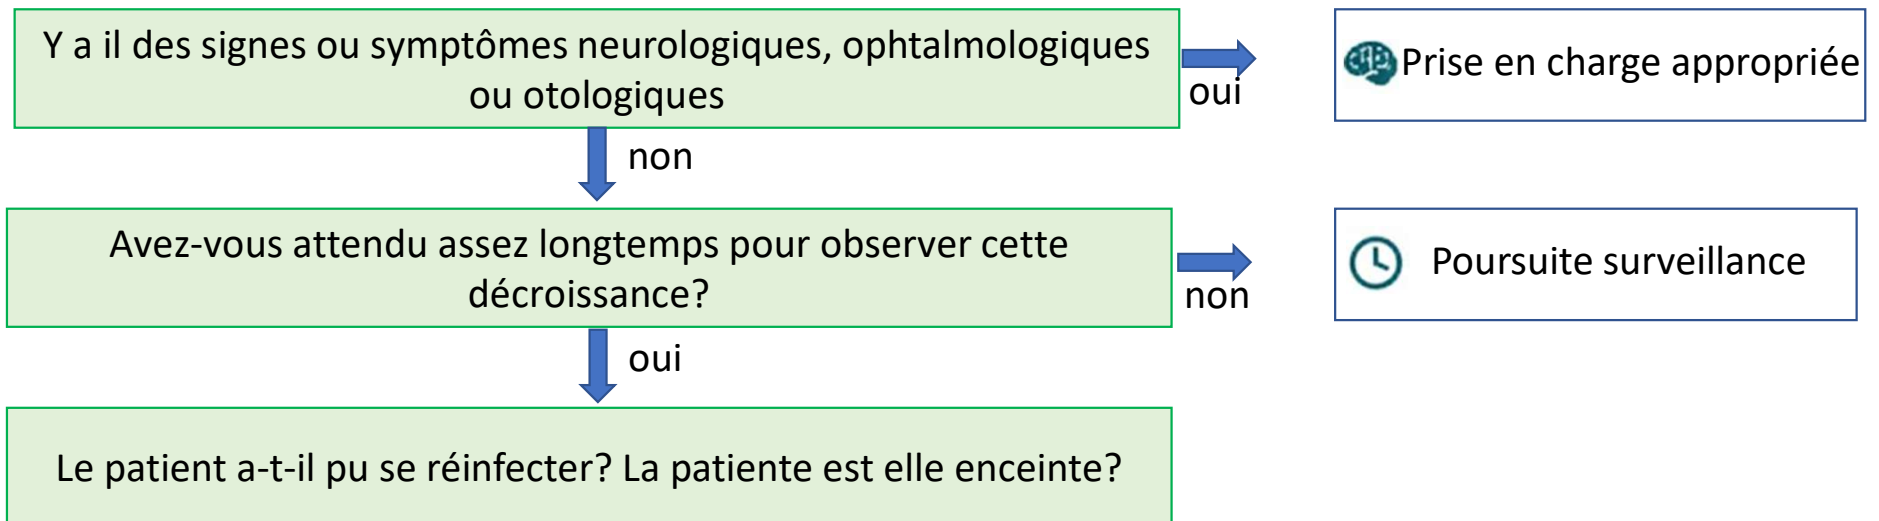 Y a il des signes ou symptômes neurologiques, ophtalmologiques
ou otologiques
oui
Prise en charge appropriée
non
Avez-vous attendu assez longtemps pour observer cette
décroissance?
non
Poursuite surveillance
oui
Le patient a-t-il pu se réinfecter? La patiente est elle enceinte?